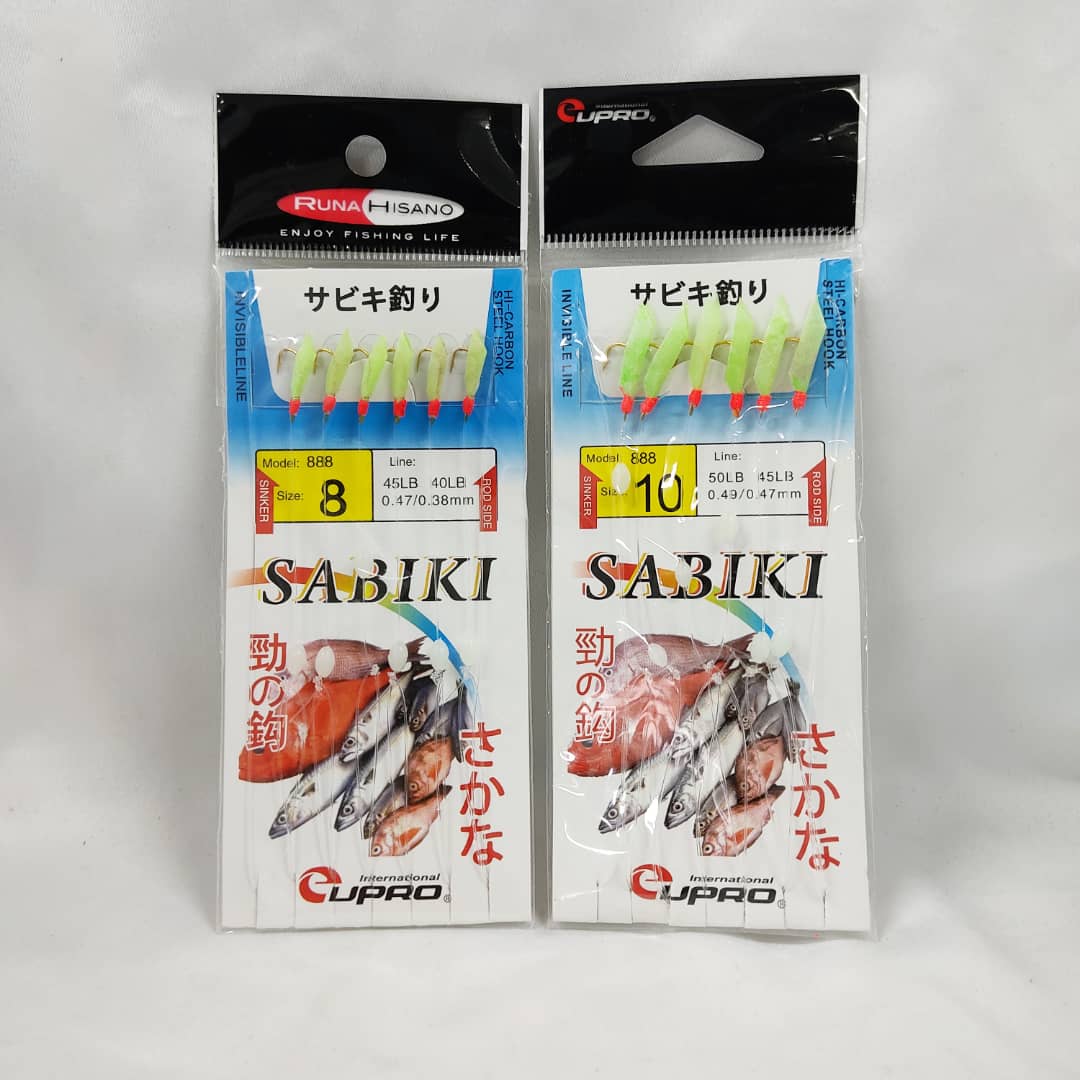 RUNA HISANO
ENJOY FISHING LIFE
サビキ釣り
INVISIBLE LINE
HI-CARBON
STEEL HOOK
Model: 888
Size: 8
Line:
45LB 40LB
0.47/0.38mm
SINKER
ROD SIDE
SABIKI
勁の鈎
さかな
International
eUPRO®
International
eUPRO®
サビキ釣り
INVISIBLE LINE
HI-CARBON
STEEL HOOK
Model: 888
Size: 10
Line:
50LB 45LB
0.49/0.47mm
SINKER
ROD SIDE
SABIKI
勁の鈎
さかな
International
eUPRO®